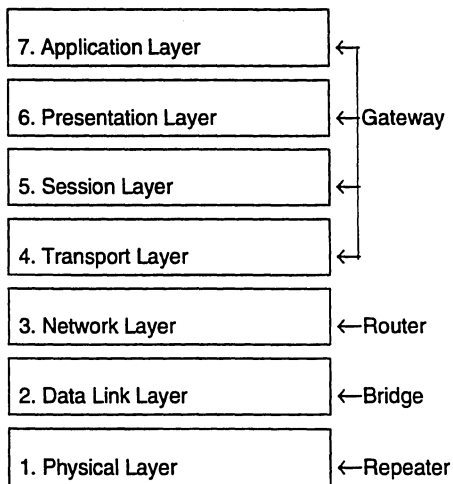 7. Application Layer
6. Presentation Layer
Gateway
5. Session Layer
4. Transport Layer
3. Network Layer
Router
2. Data Link Layer
Bridge
1. Physical Layer
Repeater